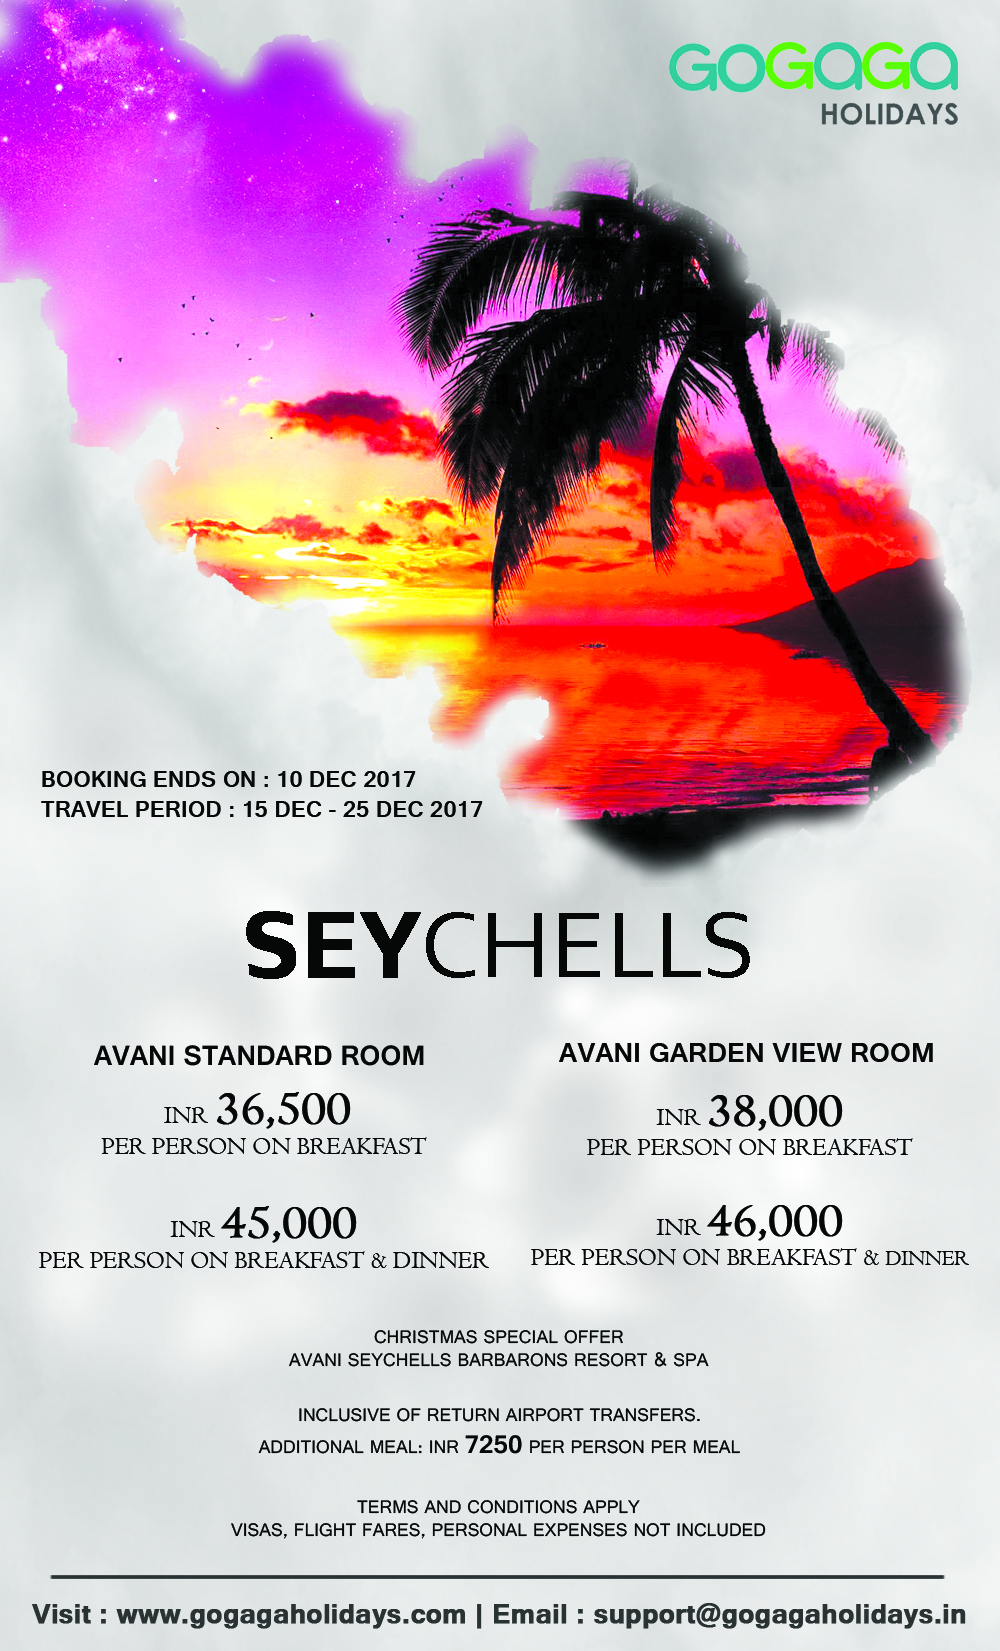 GOGAGA
HOLIDAYS
BOOKING ENDS ON : 10 DEC 2017
TRAVEL PERIOD : 15 DEC - 25 DEC 2017
SEYCHELLS
AVANI STANDARD ROOM
INR 36,500
PER PERSON ON BREAKFAST
INR 45,000
PER PERSON ON BREAKFAST & DINNER
AVANI GARDEN VIEW ROOM
INR 38,000
PER PERSON ON BREAKFAST
INR 46,000
PER PERSON ON BREAKFAST & DINNER
CHRISTMAS SPECIAL OFFER
AVANI SEYCHELLS BARBARONS RESORT & SPA
INCLUSIVE OF RETURN AIRPORT TRANSFERS.
ADDITIONAL MEAL: INR 7250 PER PERSON PER MEAL
TERMS AND CONDITIONS APPLY
VISAS, FLIGHT FARES, PERSONAL EXPENSES NOT INCLUDED
Visit : www.gogagaholidays.com | Email : support@gogagaholidays.in